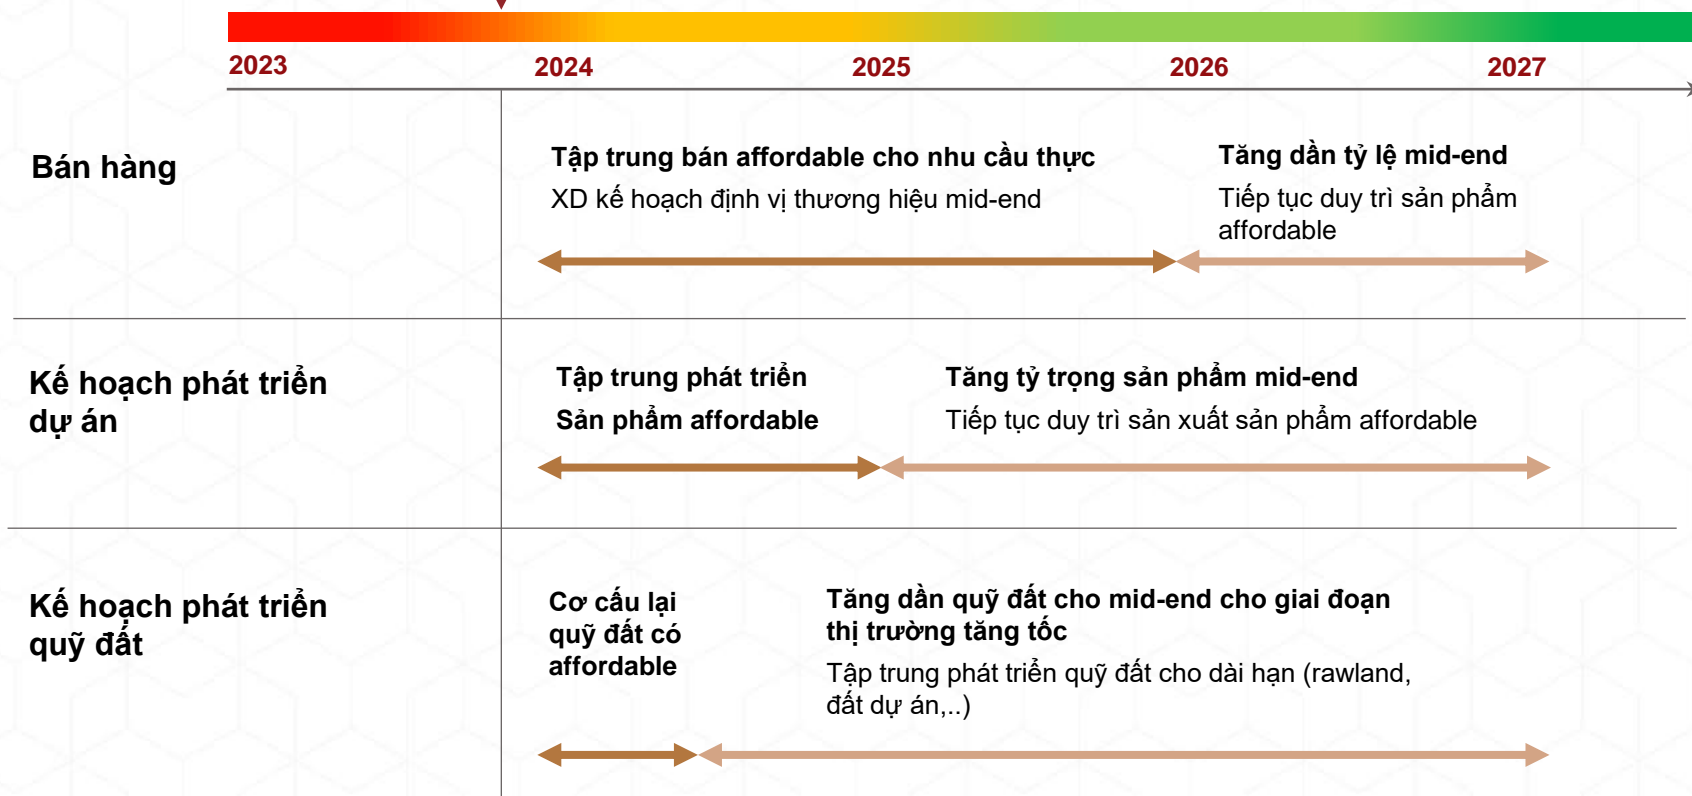 2023 2024 2025 2026 2027
Bán hàng
Tập trung bán affordable cho nhu cầu thực
XD kế hoạch định vị thương hiệu mid-end
Tăng dần tỷ lệ mid-end
Tiếp tục duy trì sản phẩm
affordable
Kế hoạch phát triển
dự án
Tập trung phát triển
Sản phẩm affordable
Tăng tỷ trọng sản phẩm mid-end
Tiếp tục duy trì sản xuất sản phẩm affordable
Kế hoạch phát triển
quỹ đất
Cơ cấu lại
quỹ đất có
affordable
Tăng dần quỹ đất cho mid-end cho giai đoạn
thị trường tăng tốc
Tập trung phát triển quỹ đất cho dài hạn (rawland,
đất dự án,..)